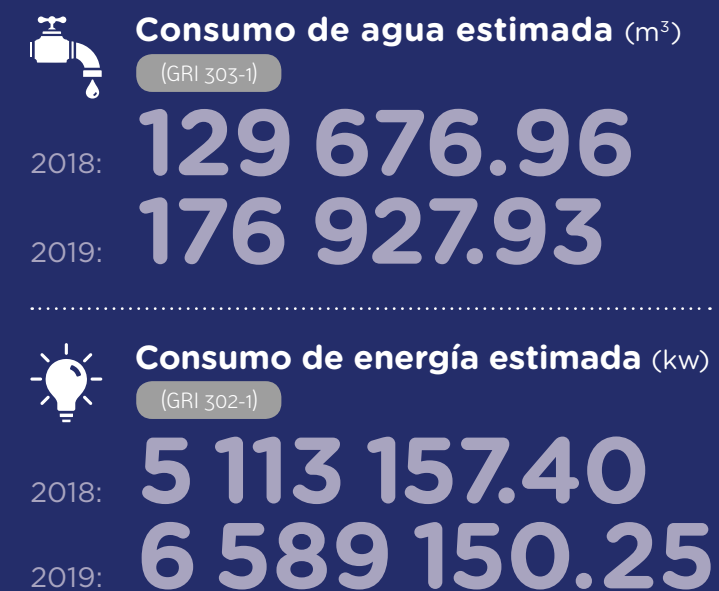 Consumo de agua estimada (m³)
(GRI 303-1)
2018: 129 676.96
2019: 176 927.93
Consumo de energía estimada (kw)
(GRI 302-1)
2018: 5 113 157.40
2019: 6 589 150.25